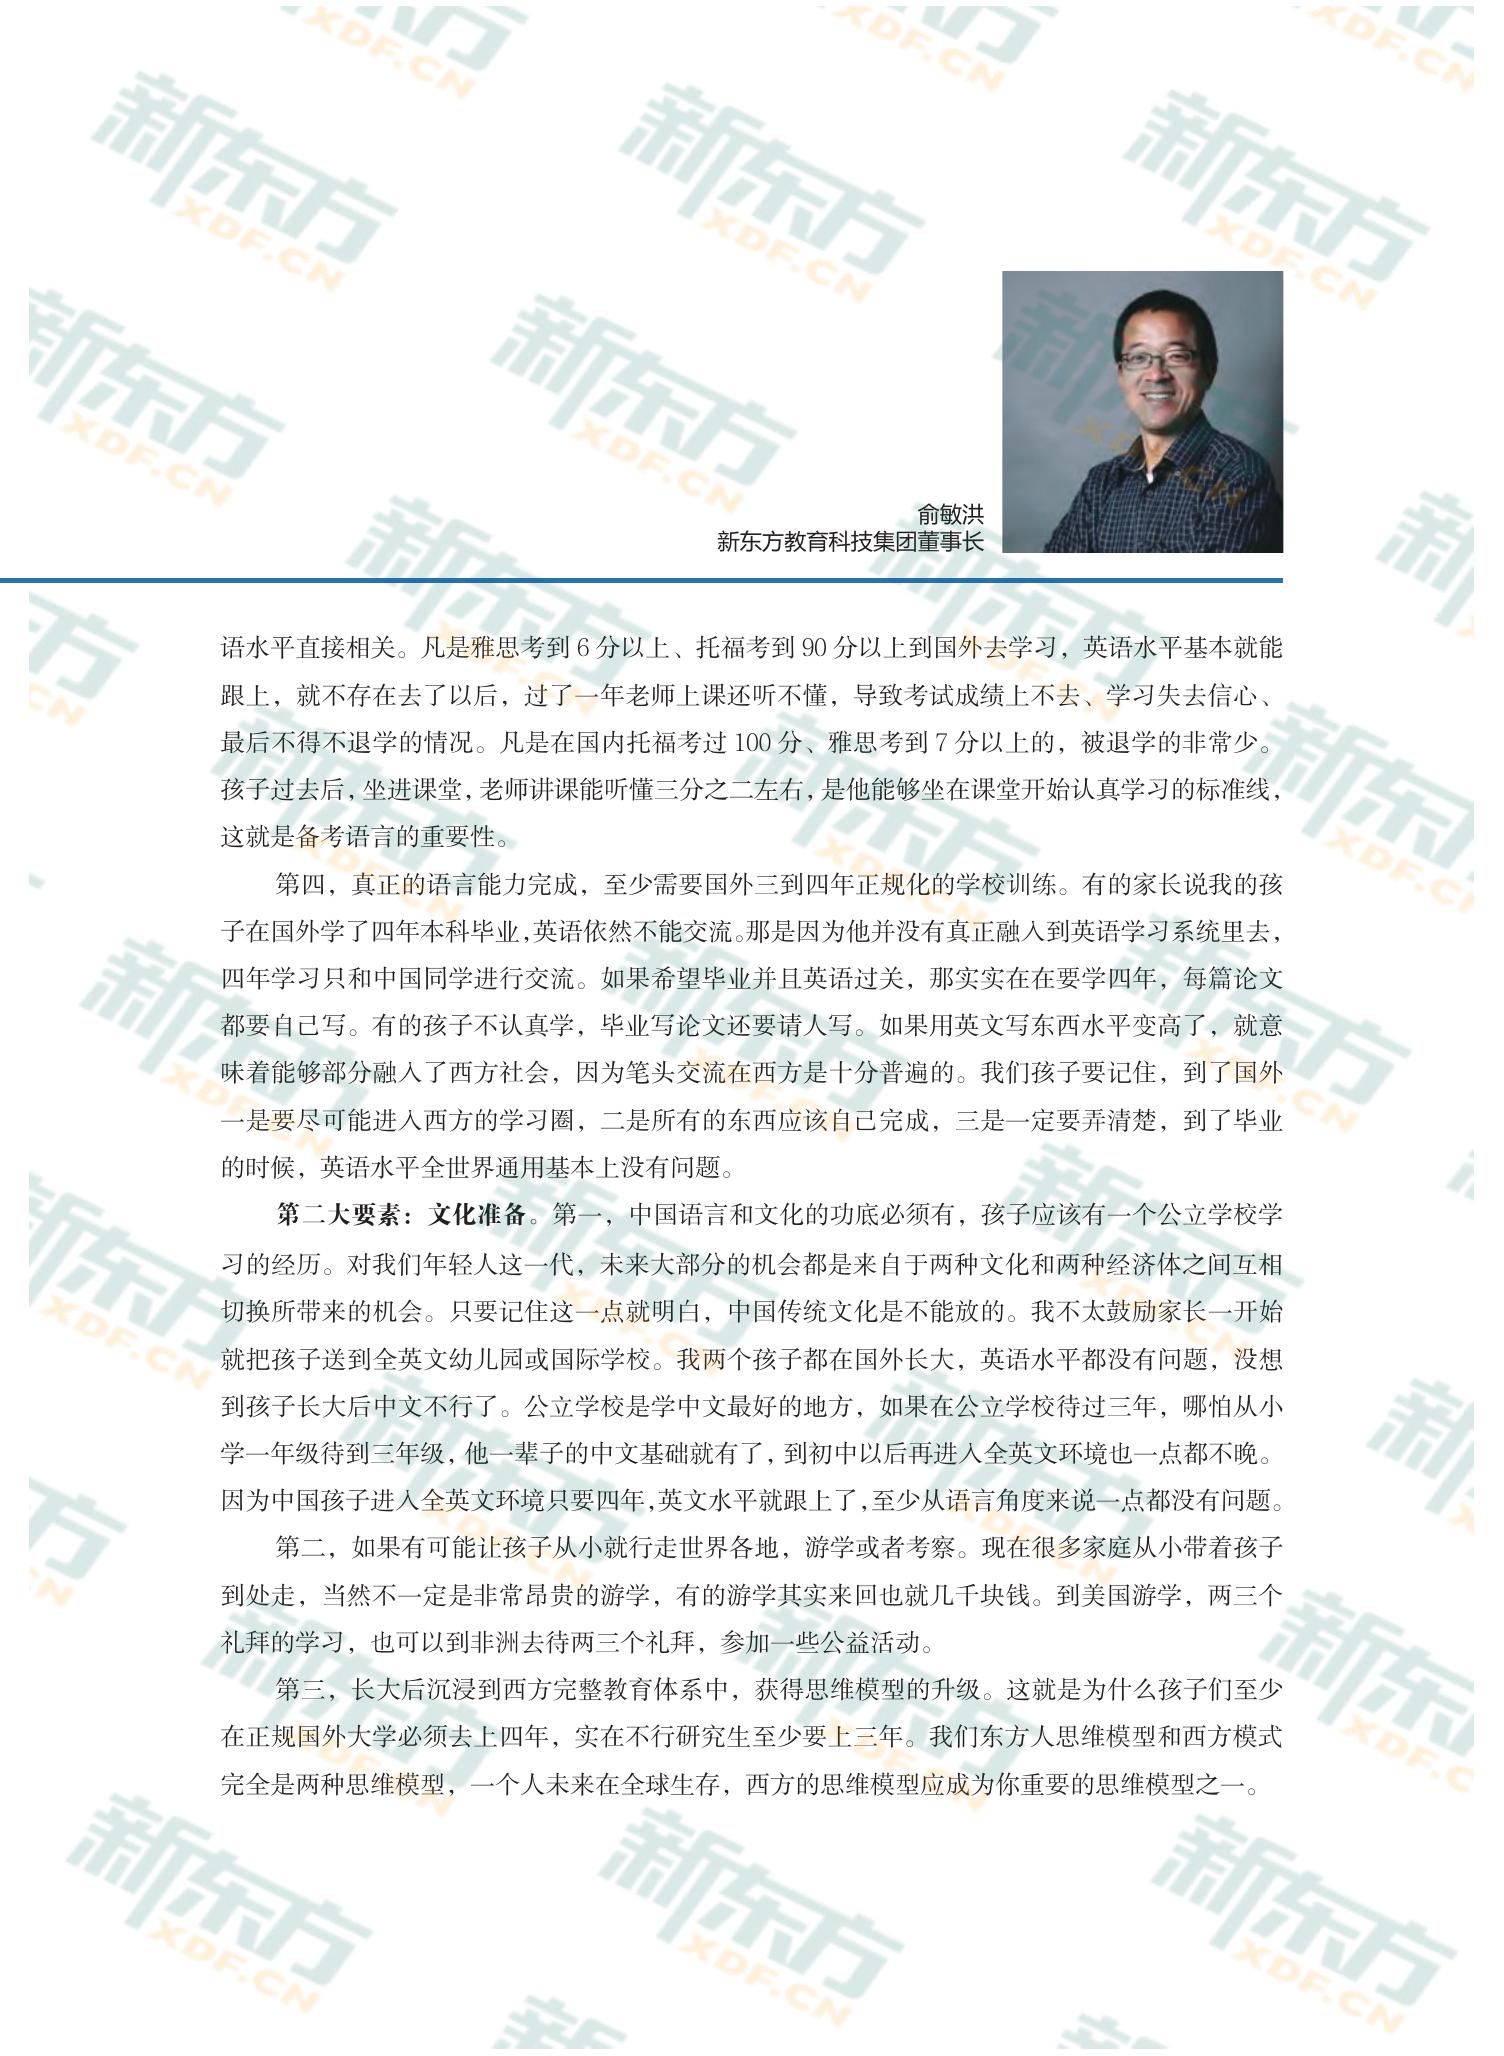 俞敏洪
新东方教育科技集团董事长
语水平直接相关。凡是雅思考到 6 分以上、托福考到 90 分以上到国外去学习，英语水平基本就能
跟上，就不存在去了以后，过了一年老师上课还听不懂，导致考试成绩上不去、学习失去信心、
最后不得不退学的情况。凡是在国内托福考过 100 分、雅思考到 7 分以上的，被退学的非常少。
孩子过去后，坐进课堂，老师讲课能听懂三分之二左右，是他能够坐在课堂开始认真学习的标准线，
这就是备考语言的重要性。
第四，真正的语言能力完成，至少需要国外三到四年正规化的学校训练。有的家长说我的孩
子在国外学了四年本科毕业，英语依然不能交流。那是因为他并没有真正融入到英语学习系统里去，
四年学习只和中国同学进行交流。如果希望毕业并且英语过关，那实实在在要学四年，每篇论文
都要自己写。有的孩子不认真学，毕业写论文还要请人写。如果用英文写东西水平变高了，就意
味着能够部分融入了西方社会，因为笔头交流在西方是十分普遍的。我们孩子要记住，到了国外
一是要尽可能进入西方的学习圈，二是所有的东西应该自己完成，三是一定要弄清楚，到了毕业
的时候，英语水平全世界通用基本上没有问题。
第二大要素：文化准备。第一，中国语言和文化的功底必须有，孩子应该有一个公立学校学
习的经历。对我们年轻人这一代，未来大部分的机会都是来自于两种文化和两种经济体之间互相
切换所带来的机会。只要记住这一点就明白，中国传统文化是不能放的。我不太鼓励家长一开始
就把孩子送到全英文幼儿园或国际学校。我两个孩子都在国外长大，英语水平都没有问题，没想
到孩子长大后中文不行了。公立学校是学中文最好的地方，如果在公立学校待过三年，哪怕从小
学一年级待到三年级，他一辈子的中文基础就有了，到初中以后再进入全英文环境也一点都不晚。
因为中国孩子进入全英文环境只要四年，英文水平就跟上了，至少从语言角度来说一点都没有问题。
第二，如果有可能让孩子从小就行走世界各地，游学或者考察。现在很多家庭从小带着孩子
到处走，当然不一定是非常昂贵的游学，有的游学其实来回也就几千块钱。到美国游学，两三个
礼拜的学习，也可以到非洲去待两三个礼拜，参加一些公益活动。
第三，长大后沉浸到西方完整教育体系中，获得思维模型的升级。这就是为什么孩子们至少
在正规国外大学必须去上四年，实在不行研究生至少要上三年。我们东方人思维模型和西方模式
完全是两种思维模型，一个人未来在全球生存，西方的思维模型应成为你重要的思维模型之一。